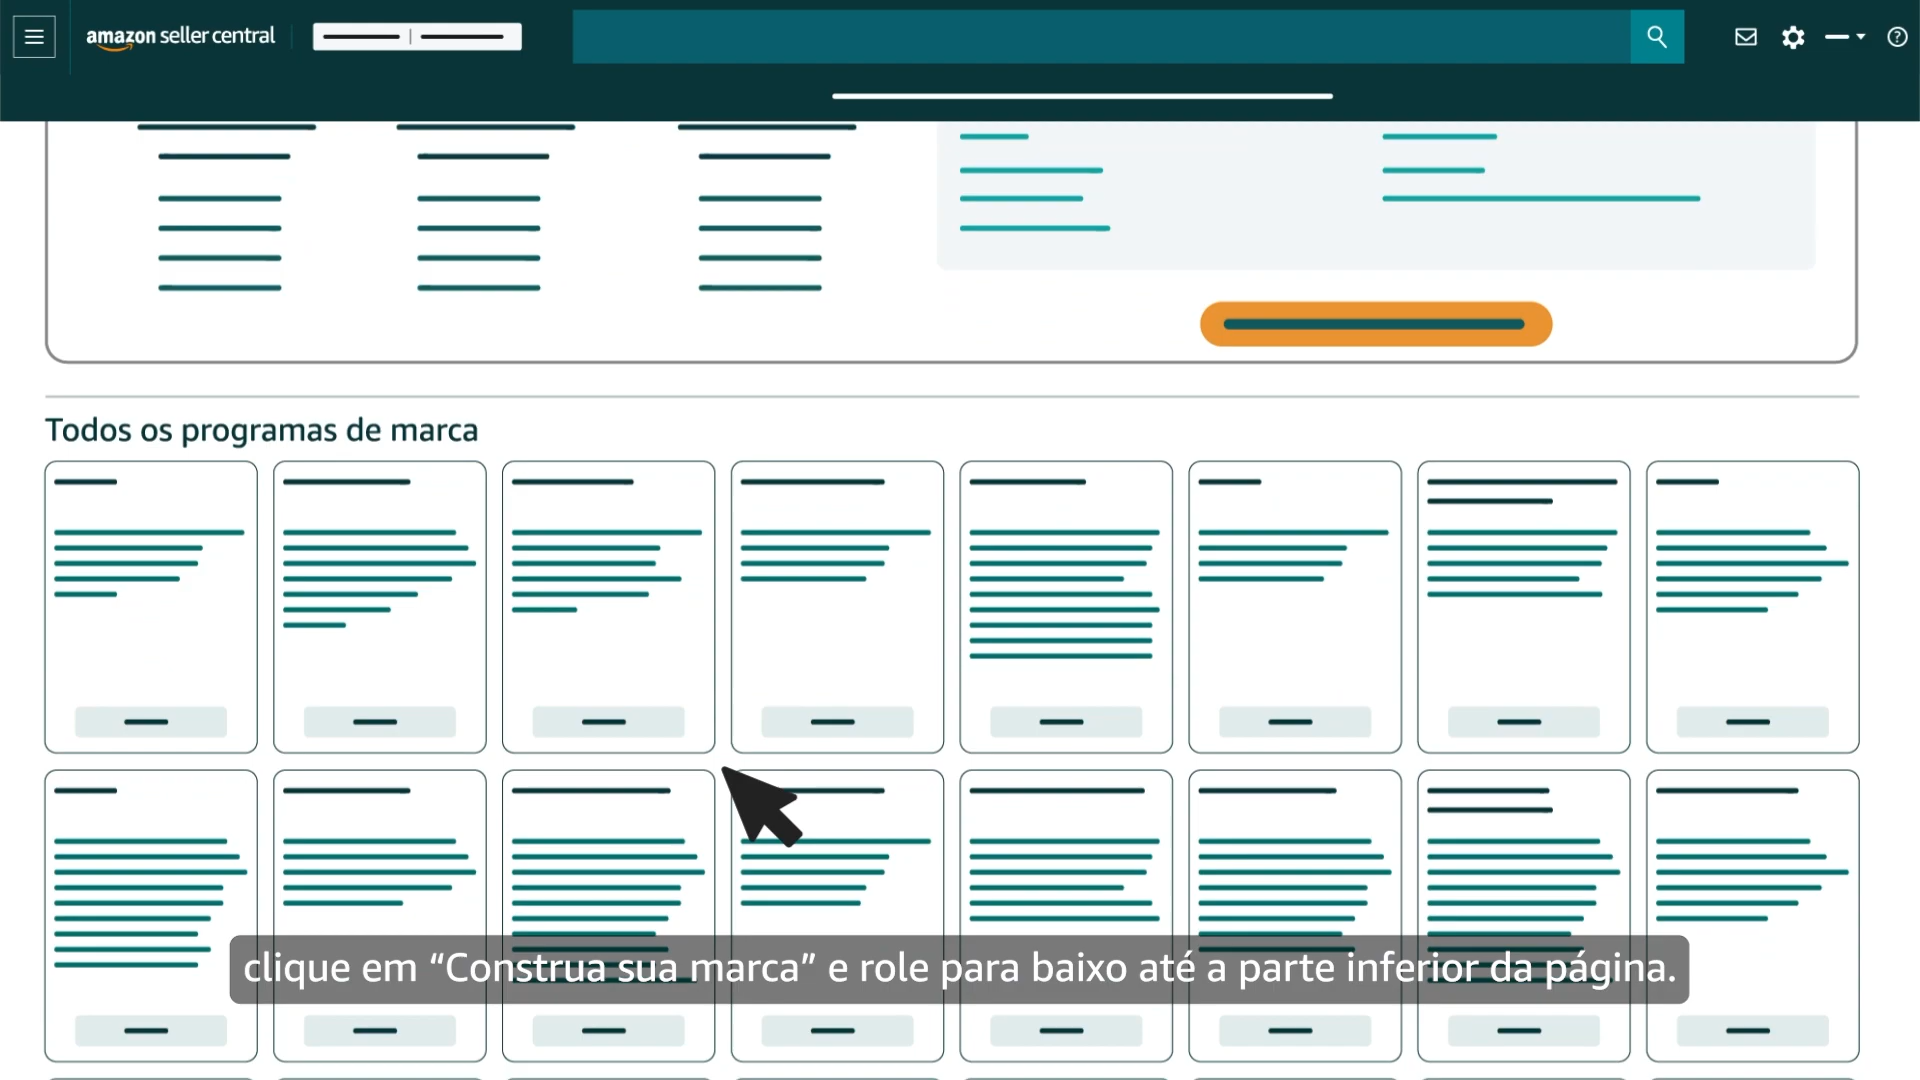 amazon seller central
Todos os programas de marca
clique em “Construa sua marca” e role para baixo até a parte inferior da página.